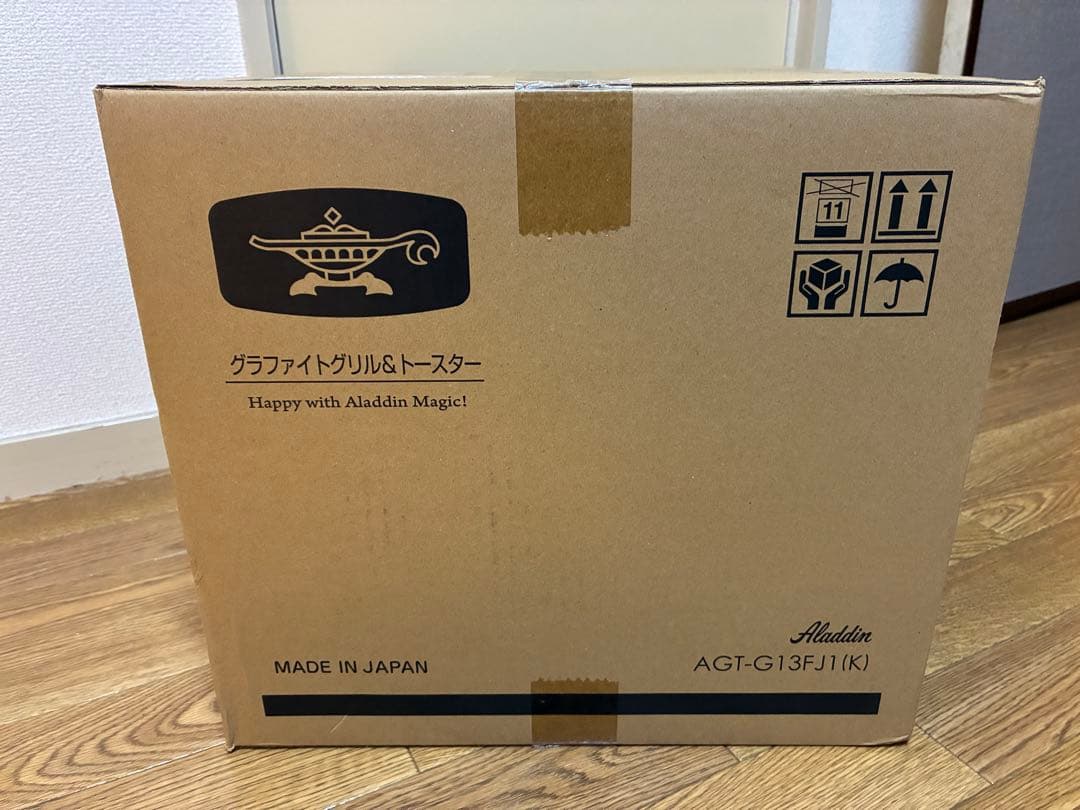 グラファイトグリル&トースター
Happy with Aladdin Magic!
11
MADE IN JAPAN
Aladdin
AGT-G13FJ1(K)